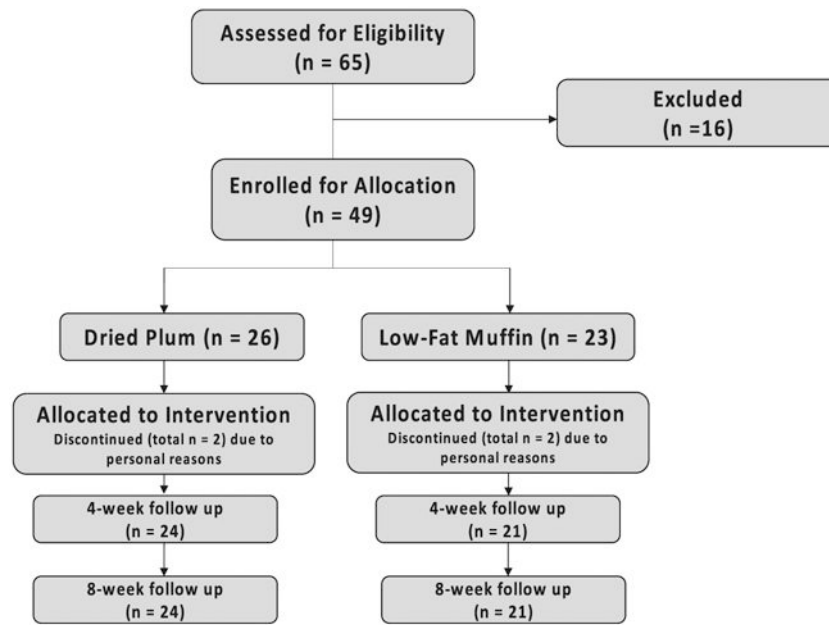 Assessed for Eligibility
(n = 65)
Excluded
(n =16)
Enrolled for Allocation
(n = 49)
Dried Plum (n = 26)
Low-Fat Muffin (n = 23)
Allocated to Intervention
Discontinued (total n = 2) due to
personal reasons
Allocated to Intervention
Discontinued (total n = 2) due to
personal reasons
4-week follow up
(n = 24)
4-week follow up
(n = 21)
8-week follow up
(n = 24)
8-week follow up
(n = 21)